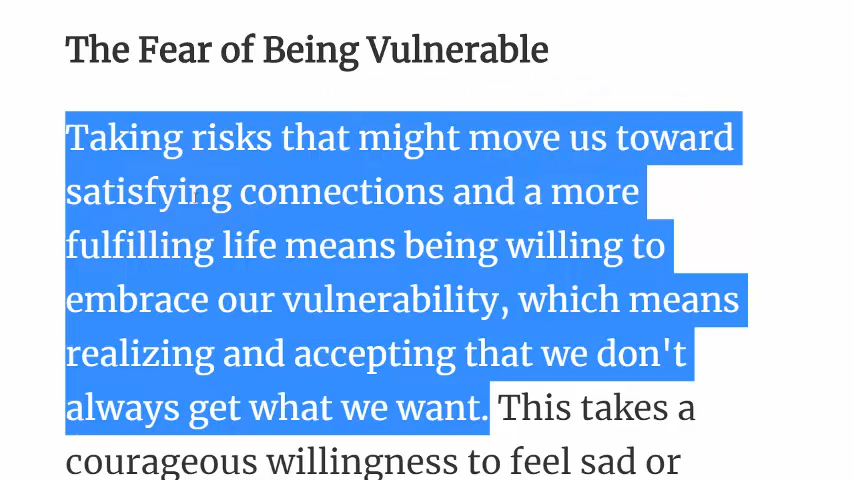 The Fear of Being Vulnerable
Taking risks that might move us toward
satisfying connections and a more
fulfilling life means being willing to
embrace our vulnerability, which means
realizing and accepting that we don't
always get what we want. This takes a
courageous willingness to feel sad or